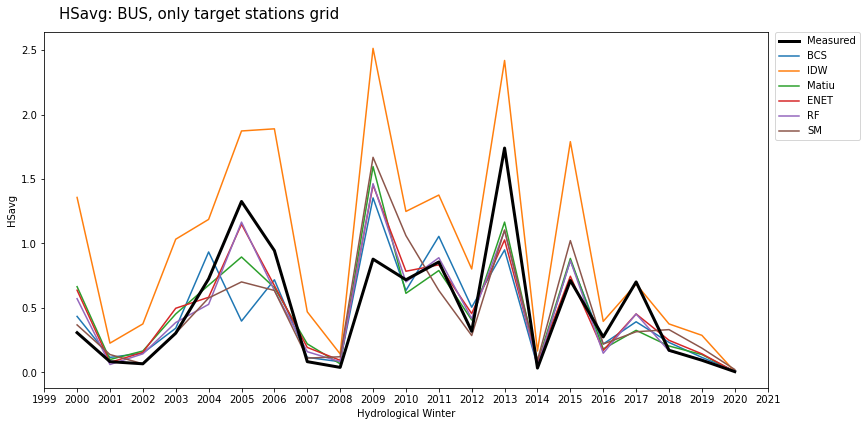 HSavg: BUS, only target stations grid
2.5
2.0
1.5
1.0
0.5
0.0
HSavg
1999 2000 2001 2002 2003 2004 2005 2006 2007 2008 2009 2010 2011 2012 2013 2014 2015 2016 2017 2018 2019 2020 2021
Hydrological Winter
Measured
BCS
IDW
Matiu
ENET
RF
SM